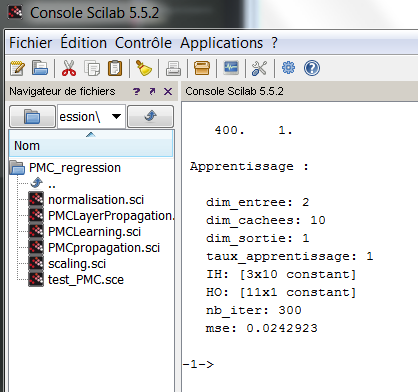 Console Scilab 5.5.2
Fichier Édition Contrôle Applications ?
Navigateur de fichiers ?
ession\
Nom
PMC_regression
..
normalisation.sci
PMCLayerPropagation.
PMCLearning.sci
PMCpropagation.sci
scaling.sci
test_PMC.sce
Console Scilab 5.5.2
400. 1.
Apprentissage :
dim_entree: 2
dim_cachees: 10
dim_sortie: 1
taux_apprentissage: 1
IH: [3x10 constant]
HO: [11x1 constant]
nb_iter: 300
mse: 0.0242923
-1->